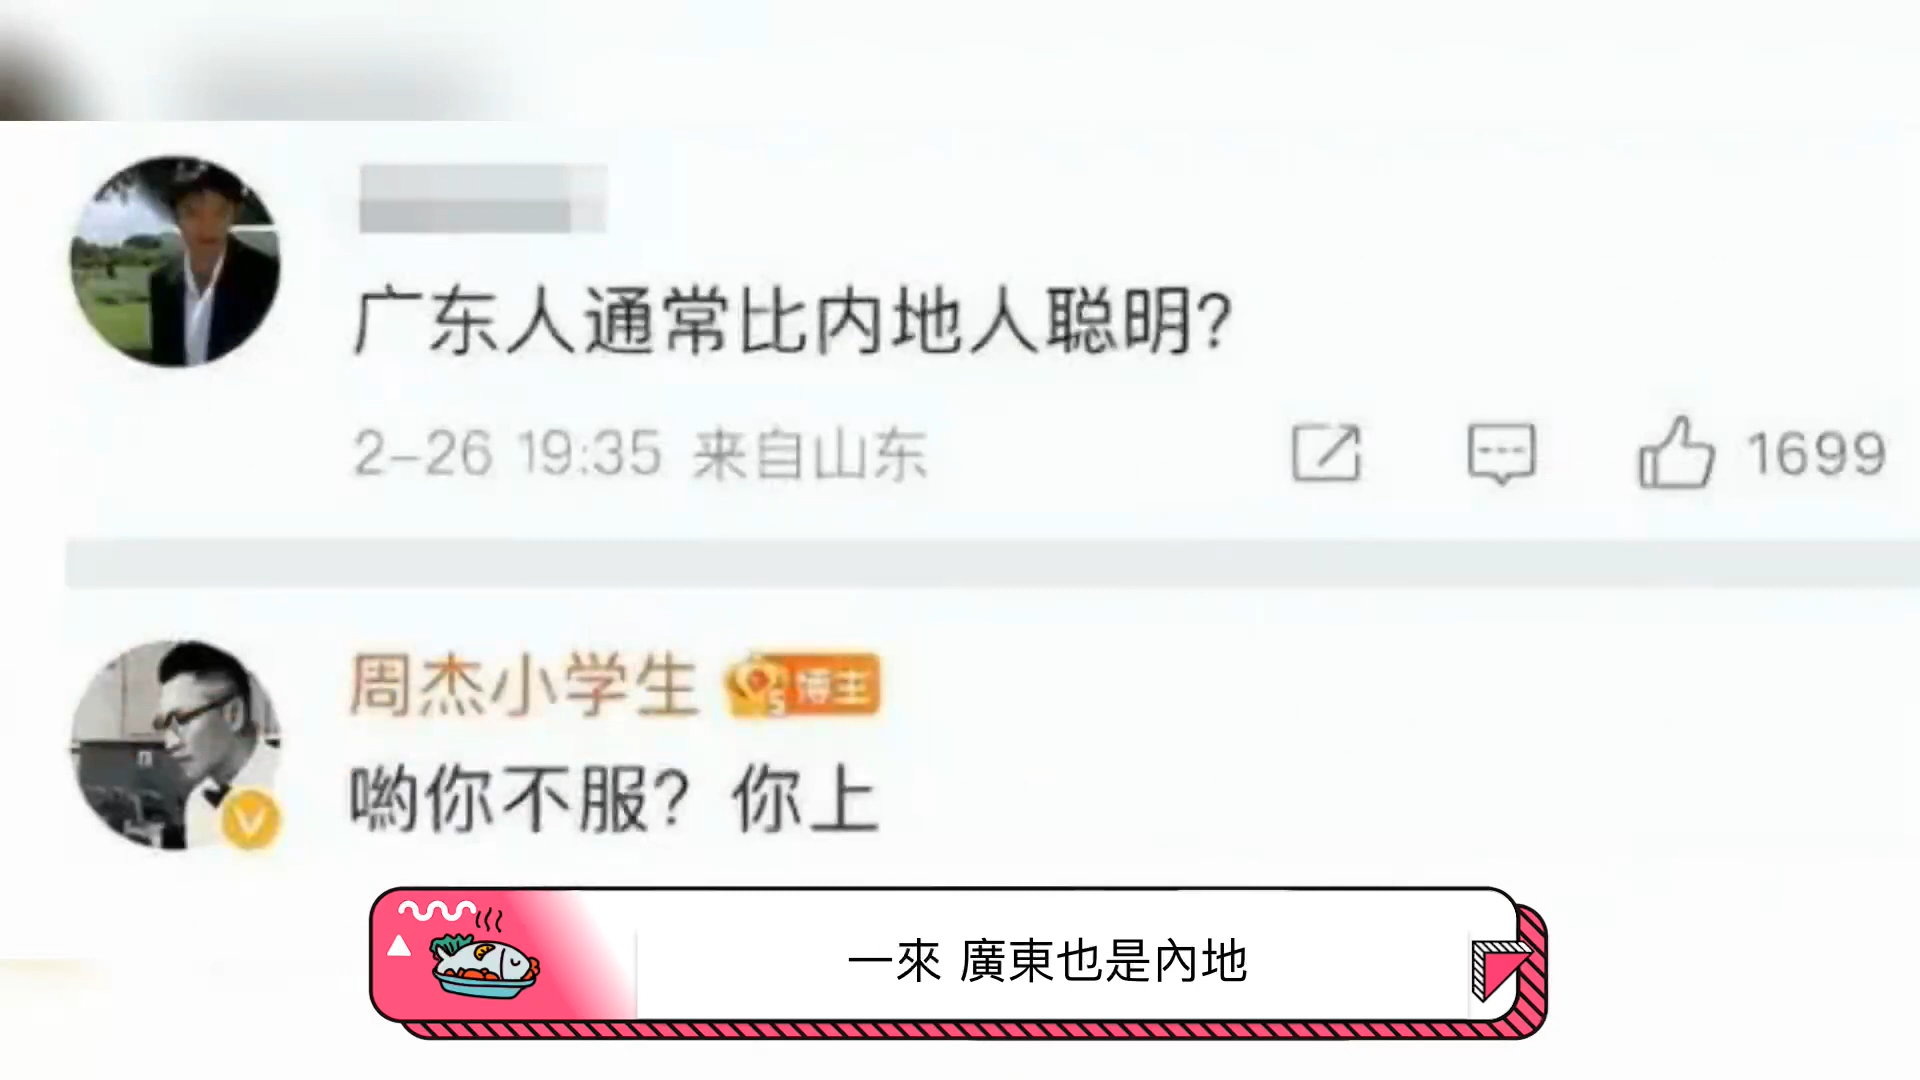 广东人通常比内地人聪明?
2-26 19:35 来自山东
1699
周杰小学生 5 博主
哟你不服? 你上
一來 廣東也是內地